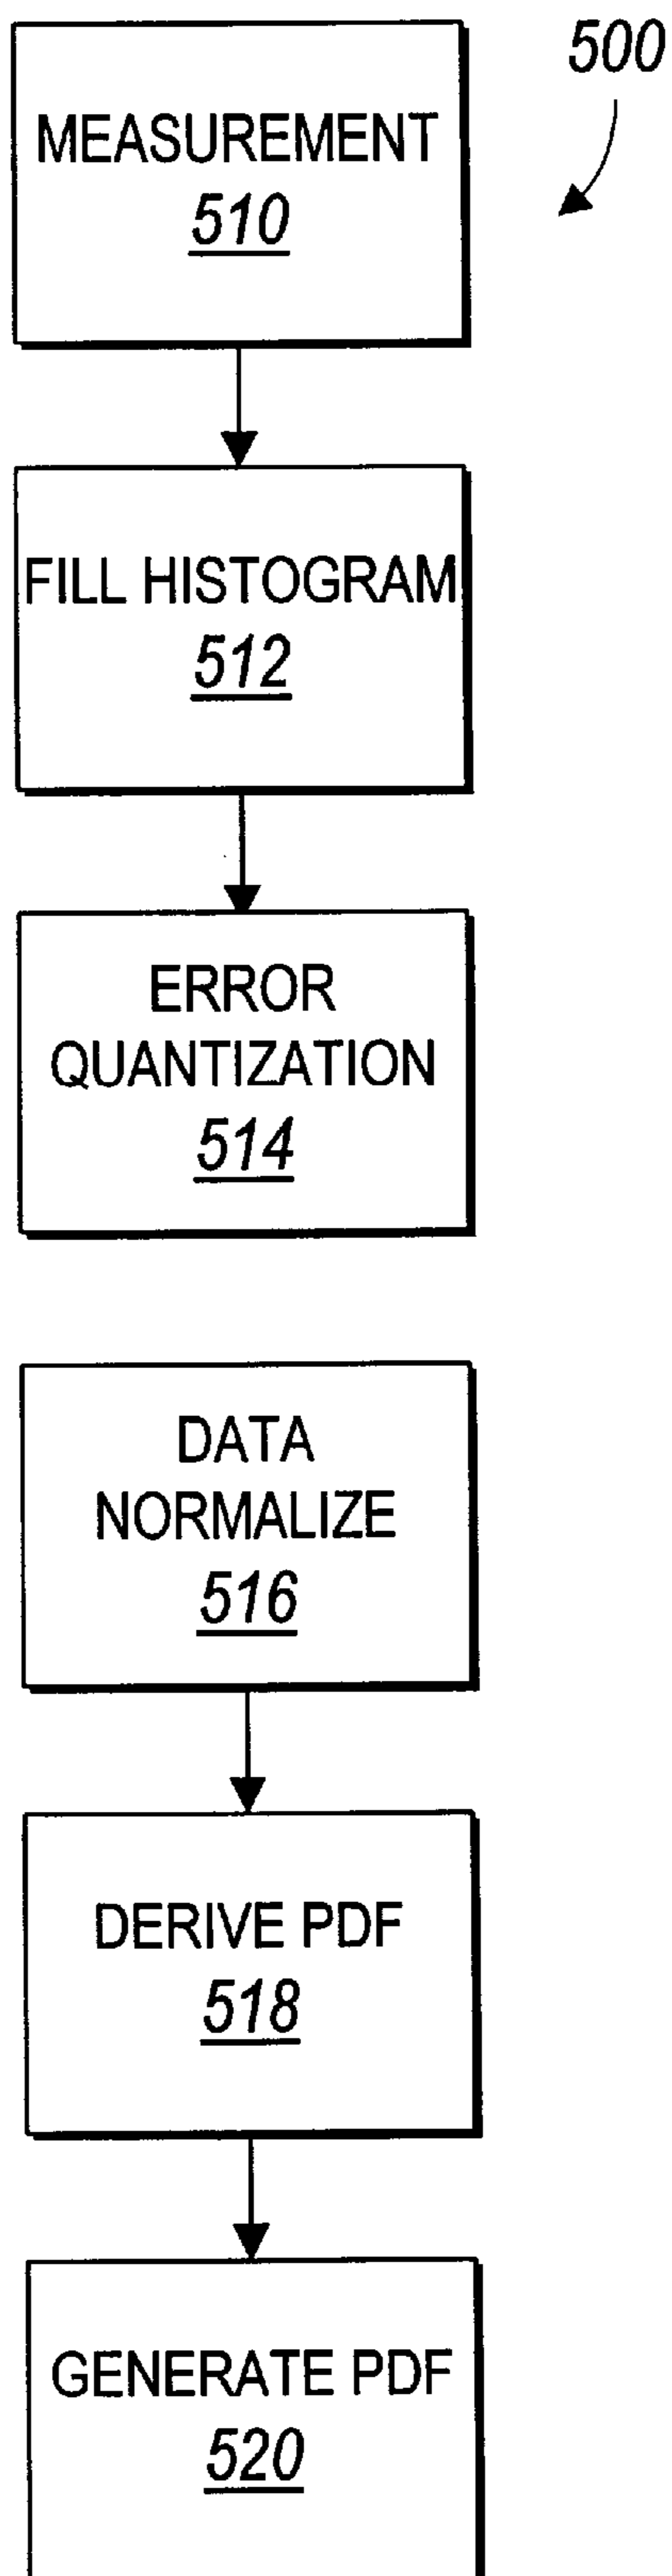 500
MEASUREMENT
510
FILL HISTOGRAM
512
ERROR
QUANTIZATION
514
DATA
NORMALIZE
516
DERIVE PDF
518
GENERATE PDF
520